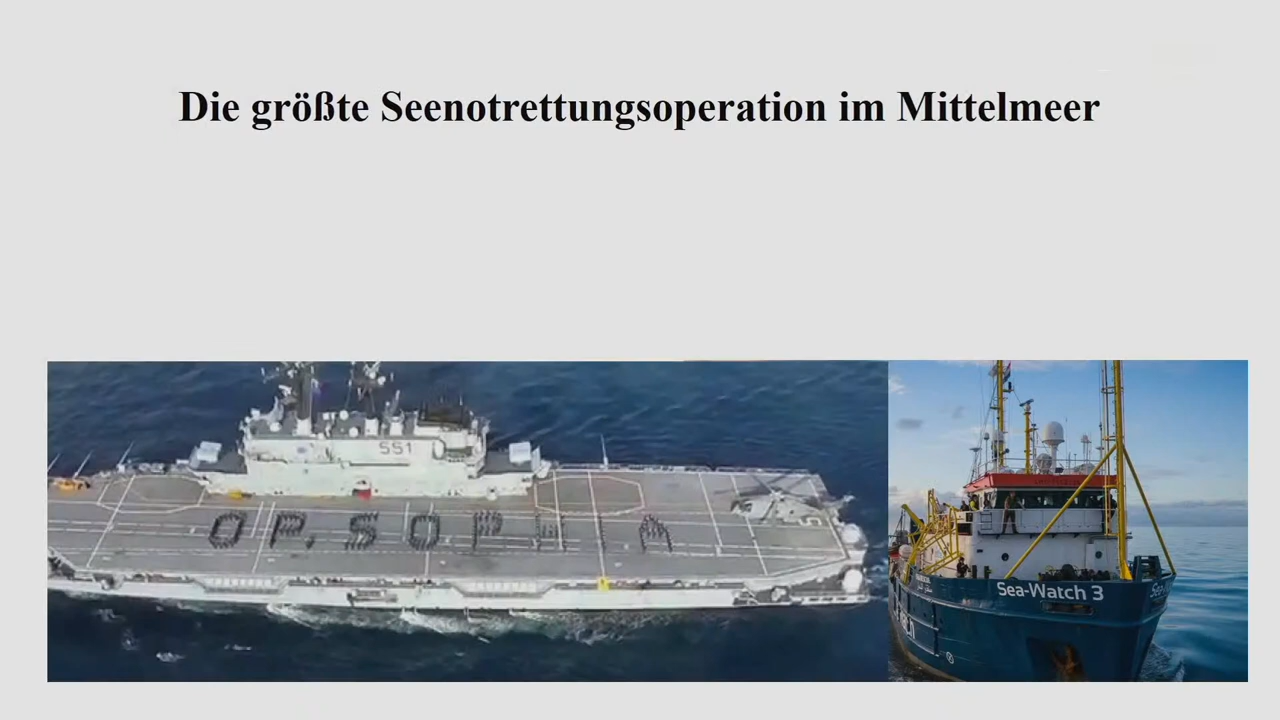 Die größte Seenotrettungsoperation im Mittelmeer
551
OP. SOPHIA
Sea-Watch 3